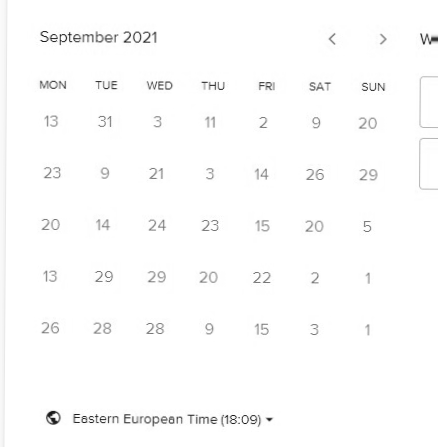 September 2021
MON TUE WED THU FRI SAT SUN
13 31 3 11 2 9 20
23 9 21 3 14 26 29
20 14 24 23 15 20 5
13 29 29 20 22 2 1
26 28 28 9 15 3 1
Eastern European Time (18:09)